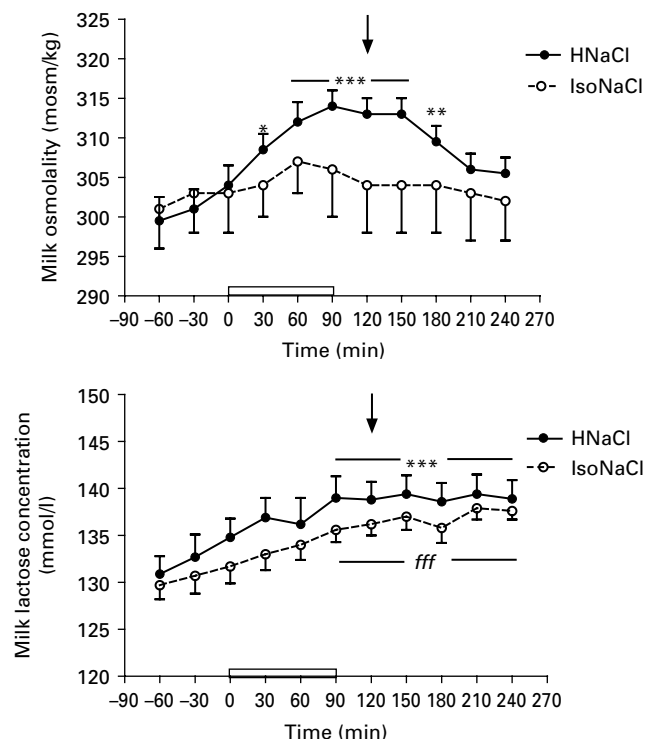 Milk osmolality (mosm/kg)
325
320
315
310
305
300
295
290
*
***
**
HNaCl
IsoNaCl
–90 –60 –30 0 30 60 90 120 150 180 210 240 270
Time (min)
Milk lactose concentration
(mmol/l)
150
145
140
135
130
125
120
***
fff
HNaCl
IsoNaCl
–90 –60 –30 0 30 60 90 120 150 180 210 240 270
Time (min)